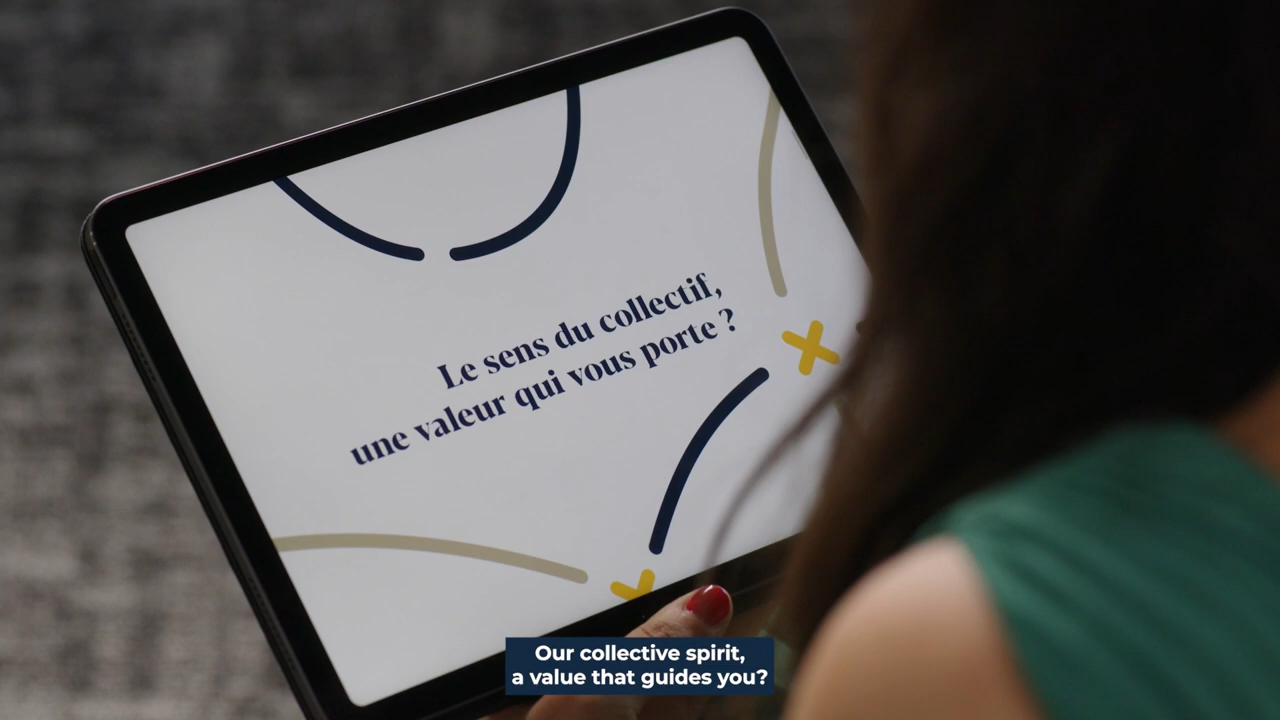 Le sens du collectif,
une valeur qui vous porte ?
Our collective spirit,
a value that guides you?